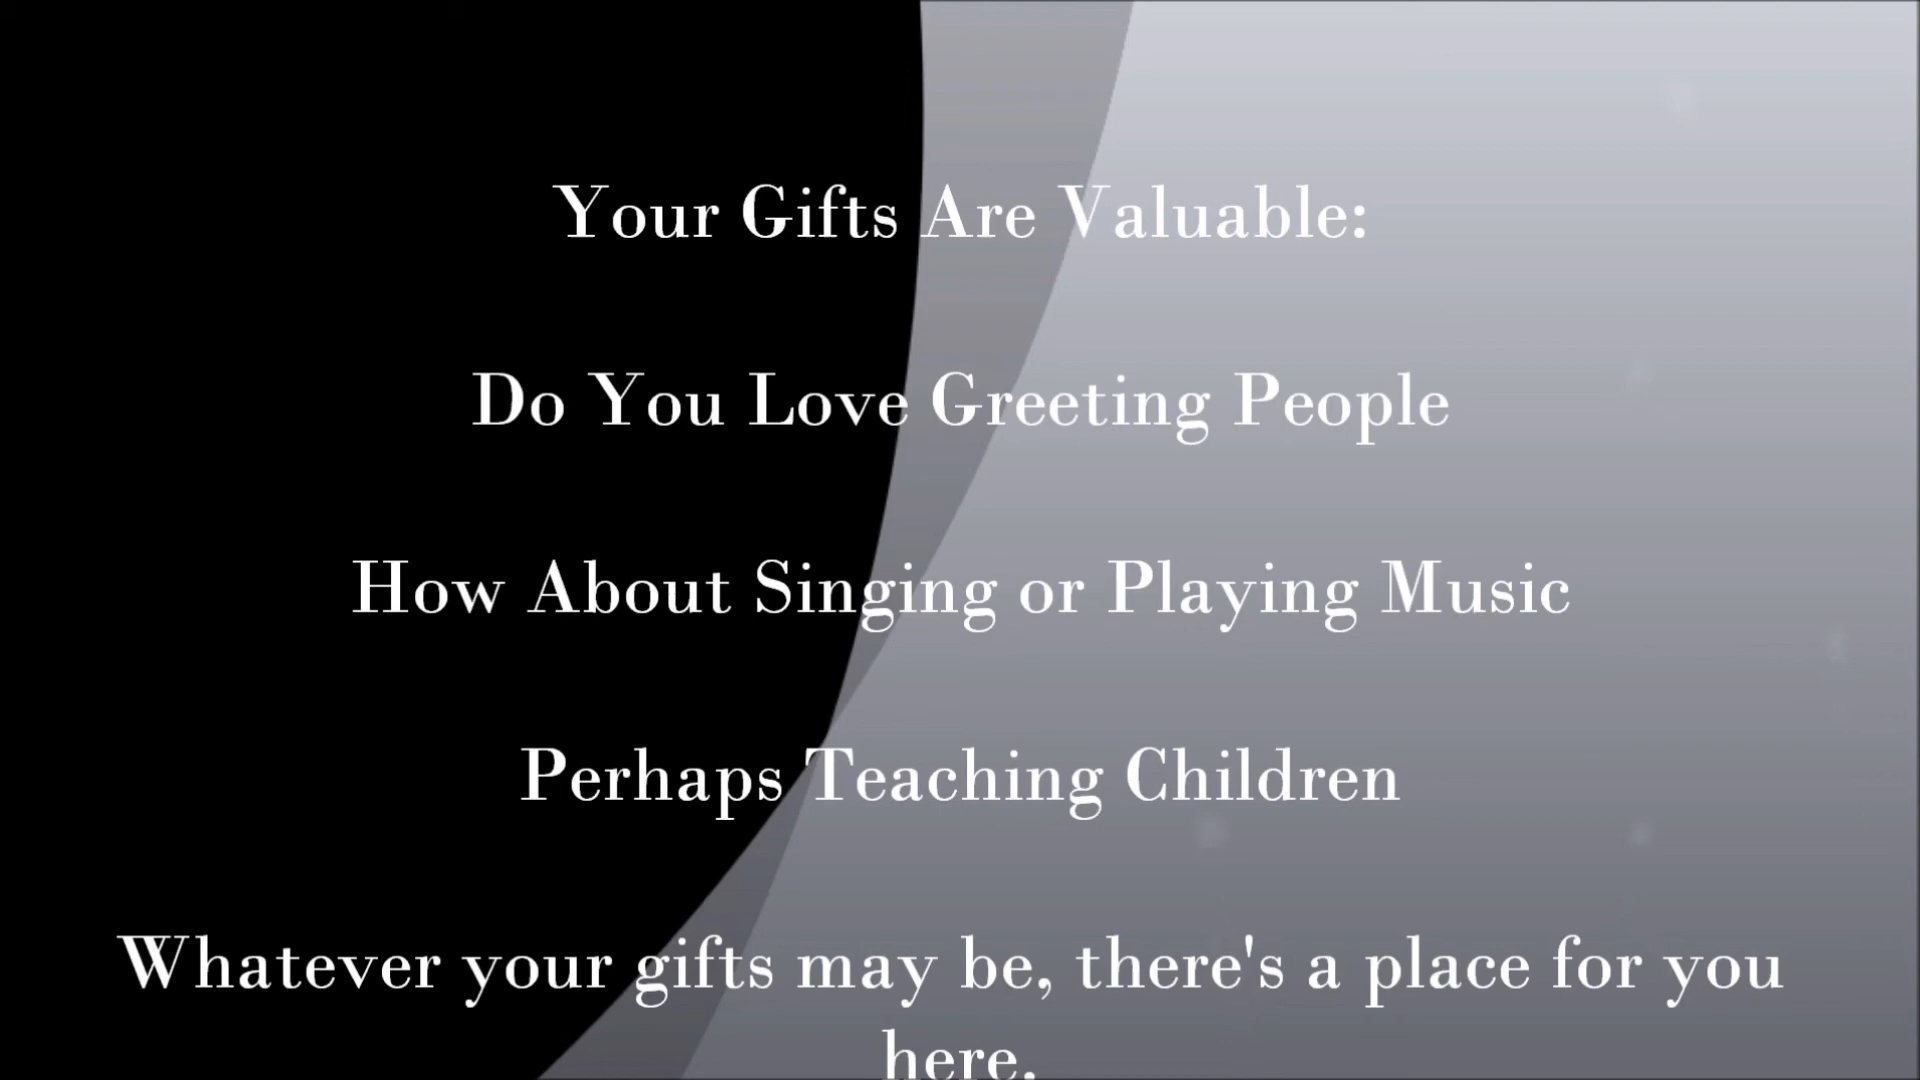 Your Gifts Are Valuable:
Do You Love Greeting People
How About Singing or Playing Music
Perhaps Teaching Children
Whatever your gifts may be, there's a place for you
here.